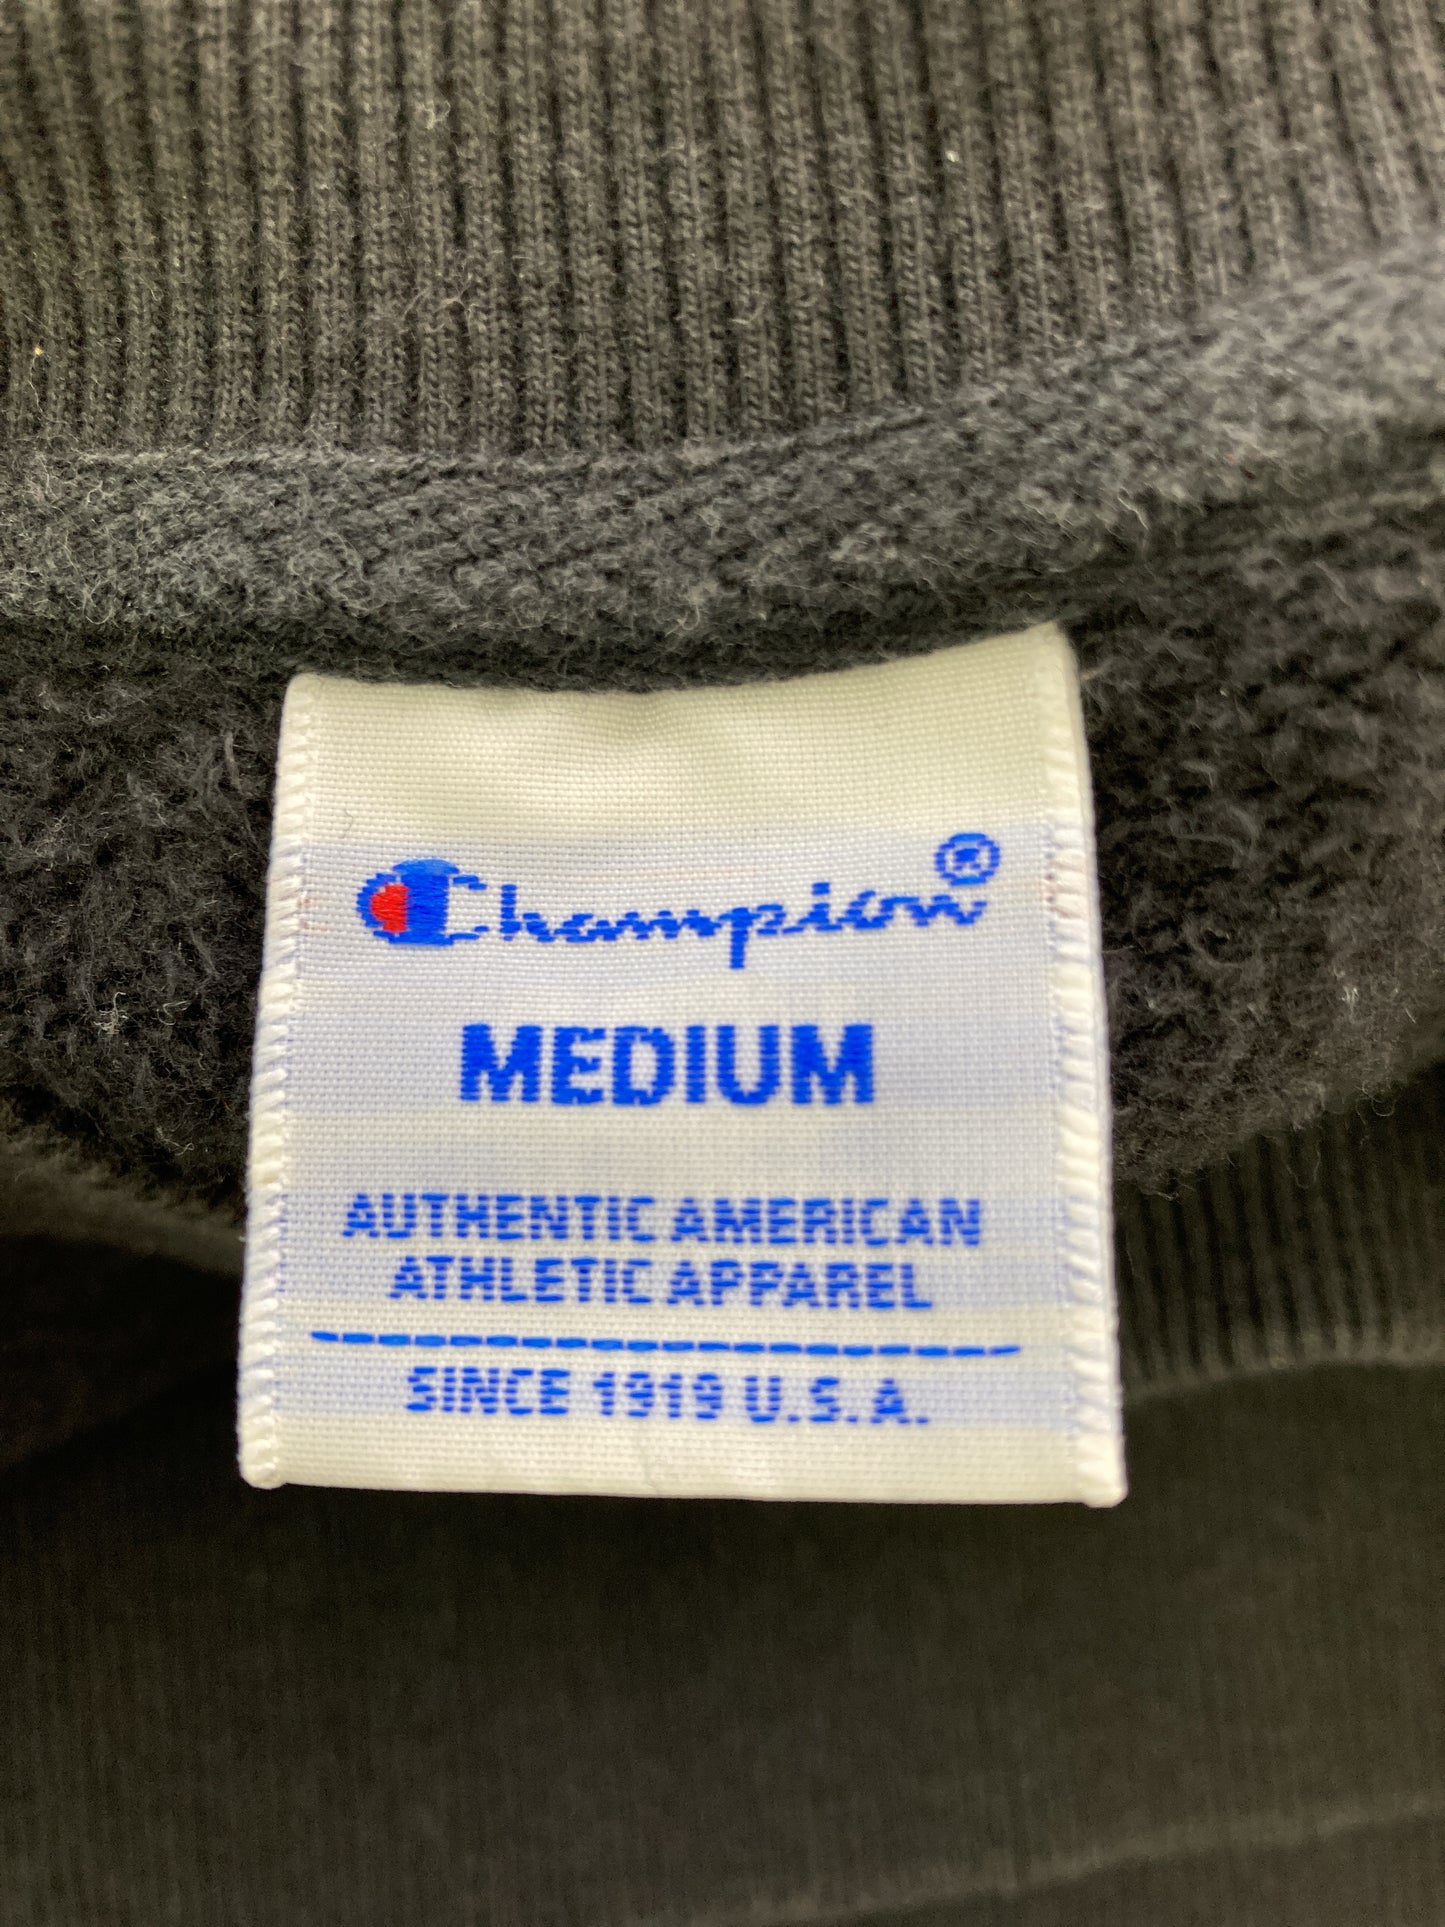 Champion®
MEDIUM
AUTHENTIC AMERICAN
ATHLETIC APPAREL
SINCE 1919 U.S.A.